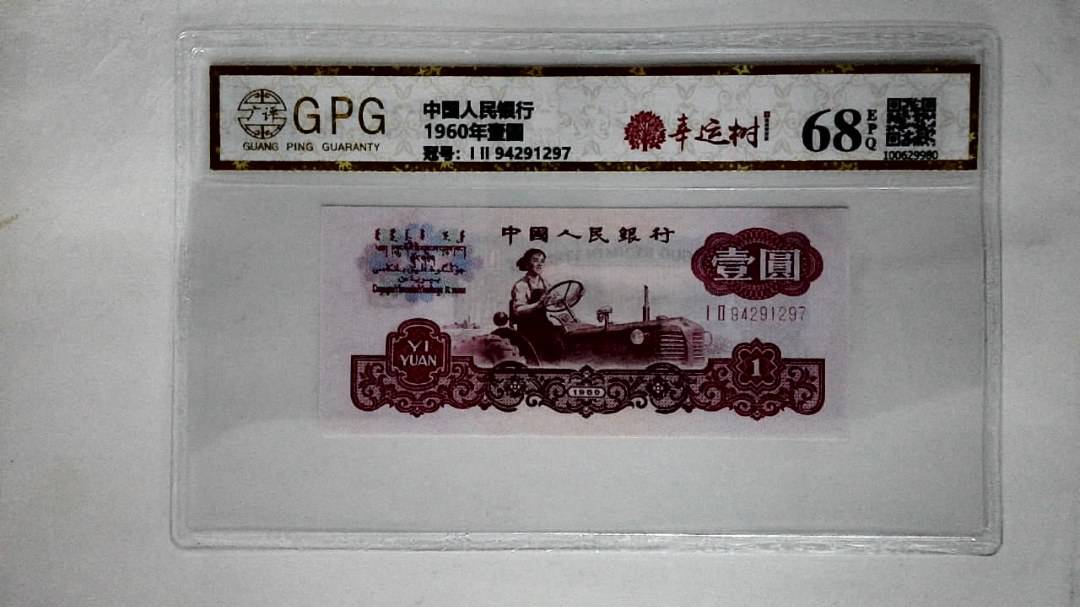 广评
GPG
GUANG PING GUARANTY
中国人民银行
1960年壹圆
冠号：I II 94291297
幸运树
68
EPQ
100629980
中國人民銀行
壹圓
I II 94291297
YI
YUAN
1960
1